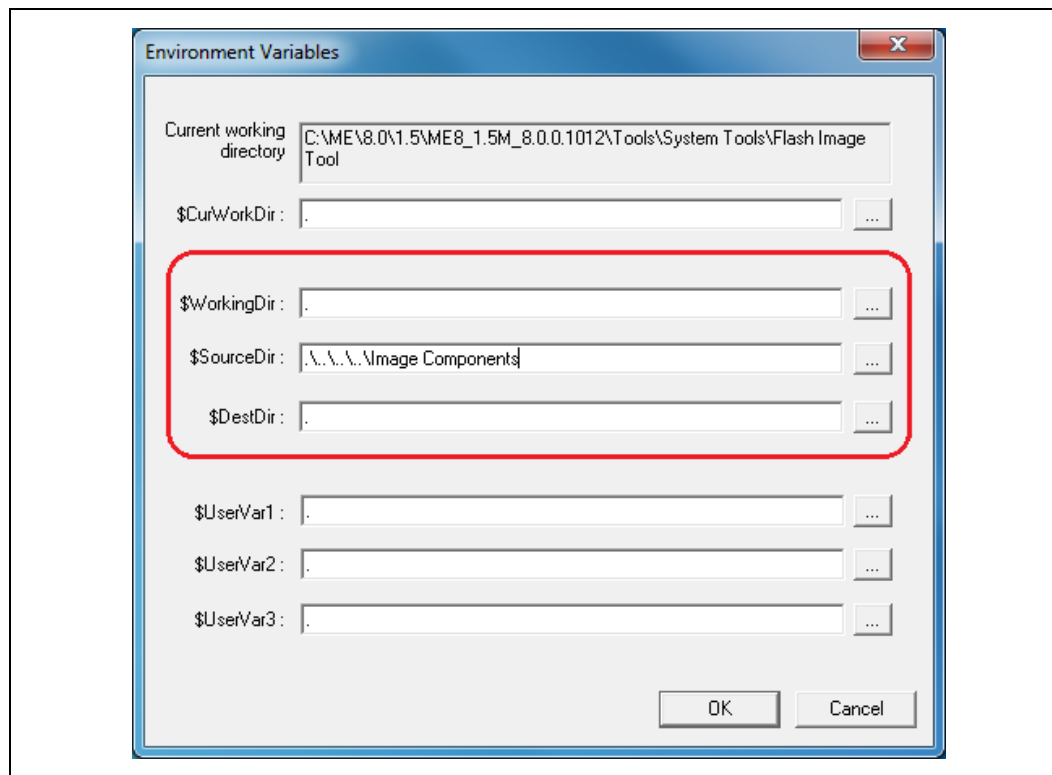 Environment Variables
Current working
directory
C:\ME\8.0\1.5\ME8_1.5M_8.0.0.1012\Tools\System Tools\Flash Image
Tool
$CurWorkDir : . ...
$WorkingDir : . ...
$SourceDir : .\..\..\..\Image Components ...
$DestDir : . ...
$UserVar1 : . ...
$UserVar2 : . ...
$UserVar3 : . ...
OK Cancel